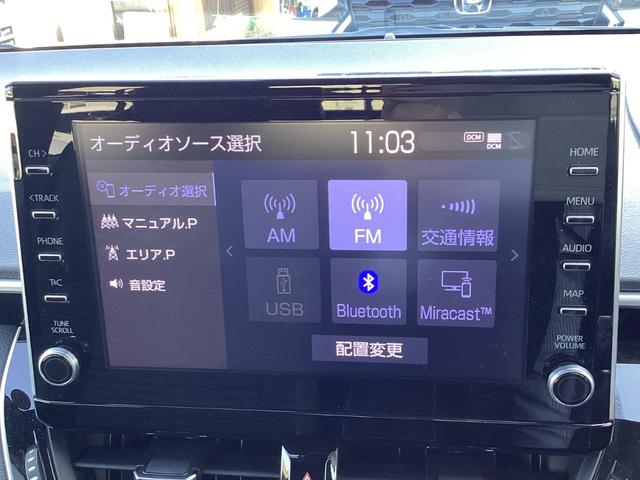 オーディオソース選択
11:03
DCM
DCM
オーディオ選択
マニュアル.P
エリア.P
音設定
AM
FM
交通情報
USB
Bluetooth
Miracast™
配置変更
CH >
< TRACK
PHONE
T&C
TUNE
SCROLL
HOME
MENU
AUDIO
MAP
POWER
VOLUME